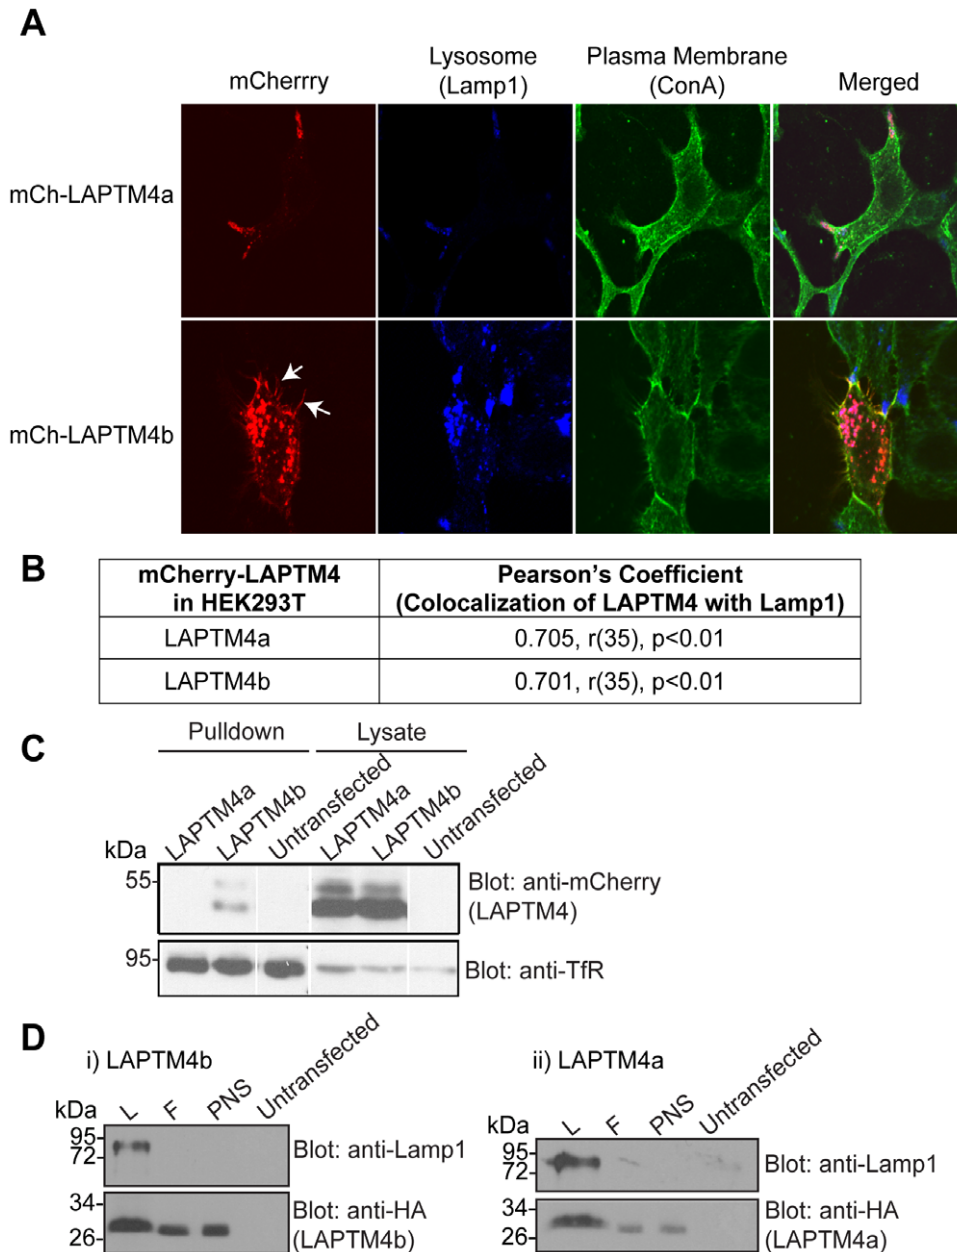 A
mCherrry
Lysosome
(Lamp1)
Plasma Membrane
(ConA)
Merged
mCh-LAPTM4a
mCh-LAPTM4b
B
mCherry-LAPTM4
in HEK293T
Pearson's Coefficient
(Colocalization of LAPTM4 with Lamp1)
LAPTM4a
0.705, r(35), p<0.01
LAPTM4b
0.701, r(35), p<0.01
C
Pulldown
Lysate
LAPTM4a
LAPTM4b
Untransfected
LAPTM4a
LAPTM4b
Untransfected
kDa
55-
Blot: anti-mCherry
(LAPTM4)
95-
Blot: anti-TfR
D
i) LAPTM4b
kDa
L
F
PNS
Untransfected
95-
72-
Blot: anti-Lamp1
34-
26-
Blot: anti-HA
(LAPTM4b)
ii) LAPTM4a
kDa
L
F
PNS
Untransfected
95-
72-
Blot: anti-Lamp1
34-
26-
Blot: anti-HA
(LAPTM4a)